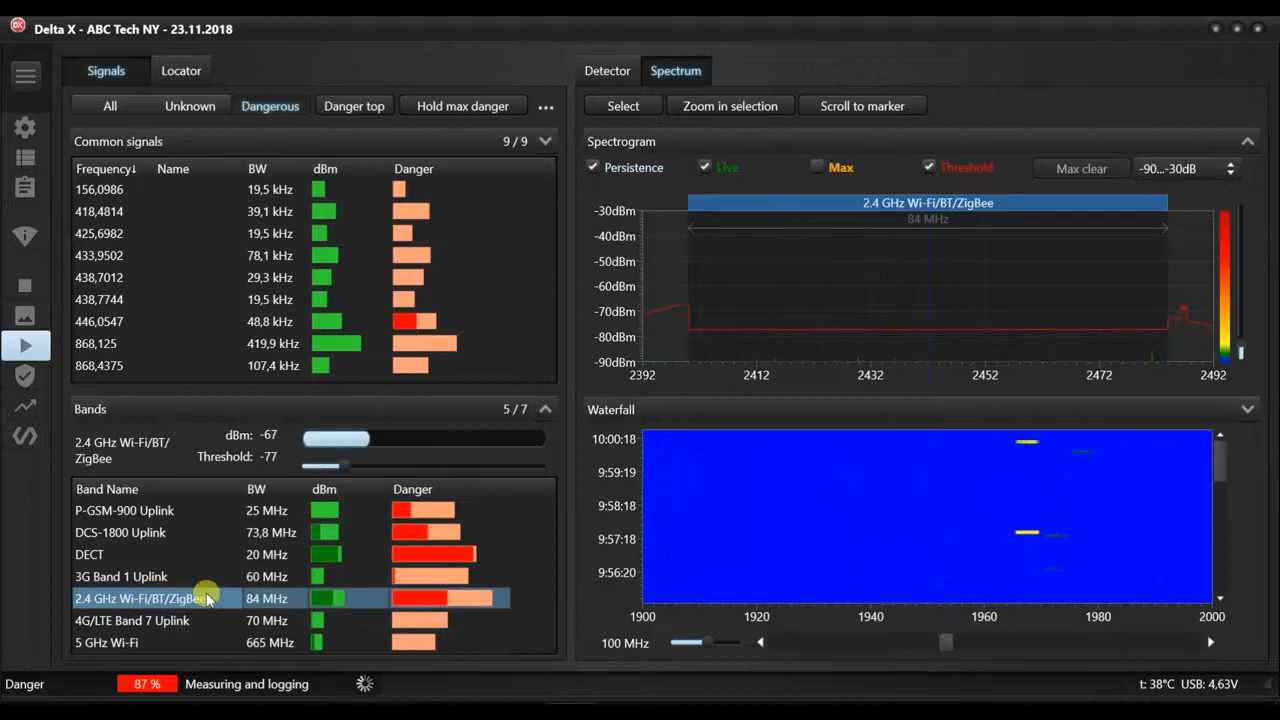 Delta X - ABC Tech NY - 23.11.2018
Signals Locator
All Unknown Dangerous Danger top Hold max danger ...
Common signals 9 / 9
Frequency↓ Name BW dBm Danger
156,0986 19,5 kHz
418,4814 39,1 kHz
425,6982 19,5 kHz
433,9502 78,1 kHz
438,7012 29,3 kHz
438,7744 19,5 kHz
446,0547 48,8 kHz
868,125 419,9 kHz
868,4375 107,4 kHz
Bands 5 / 7
2.4 GHz Wi-Fi/BT/
ZigBee
dBm: -67
Threshold: -77
Band Name BW dBm Danger
P-GSM-900 Uplink 25 MHz
DCS-1800 Uplink 73,8 MHz
DECT 20 MHz
3G Band 1 Uplink 60 MHz
2.4 GHz Wi-Fi/BT/ZigBee 84 MHz
4G/LTE Band 7 Uplink 70 MHz
5 GHz Wi-Fi 665 MHz
Detector Spectrum
Select Zoom in selection Scroll to marker
Spectrogram
Persistence Live Max Threshold Max clear -90...-30dB
2.4 GHz Wi-Fi/BT/ZigBee
84 MHz
-30dBm
-40dBm
-50dBm
-60dBm
-70dBm
-80dBm
-90dBm
2392 2412 2432 2452 2472 2492
Waterfall
10:00:18
9:59:19
9:58:18
9:57:18
9:56:20
1900 1920 1940 1960 1980 2000
100 MHz
Danger 87 % Measuring and logging t: 38°C USB: 4,63V